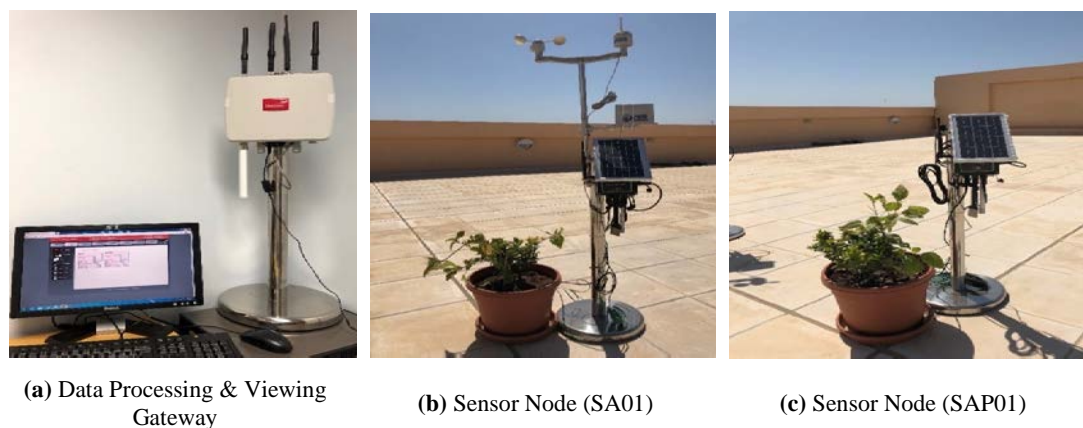 (a) Data Processing & Viewing
Gateway
(b) Sensor Node (SA01)
(c) Sensor Node (SAP01)